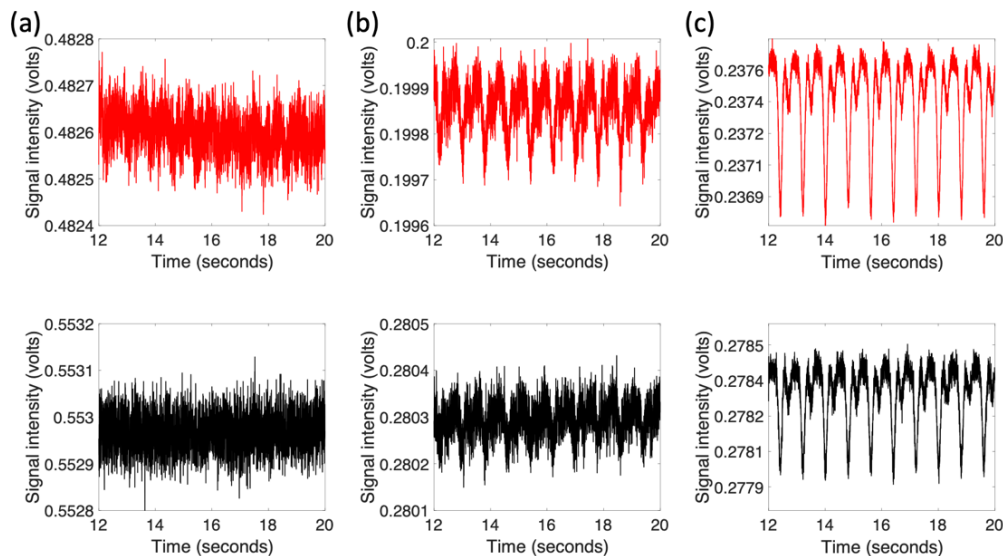 (a) (b) (c)
Signal intensity (volts)
0.4828
0.4827
0.4826
0.4825
0.4824
12 14 16 18 20
Time (seconds)
Signal intensity (volts)
0.2
0.1999
0.1998
0.1997
0.1996
12 14 16 18 20
Time (seconds)
Signal intensity (volts)
0.2376
0.2374
0.2372
0.2371
0.2369
12 14 16 18 20
Time (seconds)
Signal intensity (volts)
0.5532
0.5531
0.553
0.5529
0.5528
12 14 16 18 20
Time (seconds)
Signal intensity (volts)
0.2805
0.2804
0.2803
0.2802
0.2801
12 14 16 18 20
Time (seconds)
Signal intensity (volts)
0.2785
0.2784
0.2782
0.2781
0.2779
12 14 16 18 20
Time (seconds)